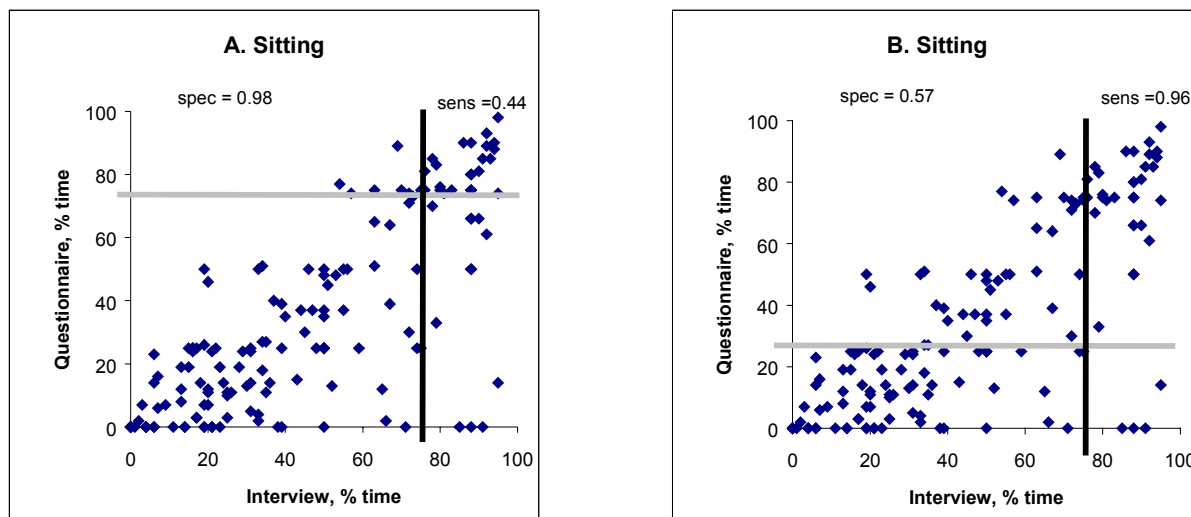 A. Sitting
spec = 0.98
sens =0.44
100
80
60
40
20
0
Questionnaire, % time
0 20 40 60 80 100
Interview, % time
B. Sitting
spec = 0.57
sens =0.96
100
80
60
40
20
0
Questionnaire, % time
0 20 40 60 80 100
Interview, % time